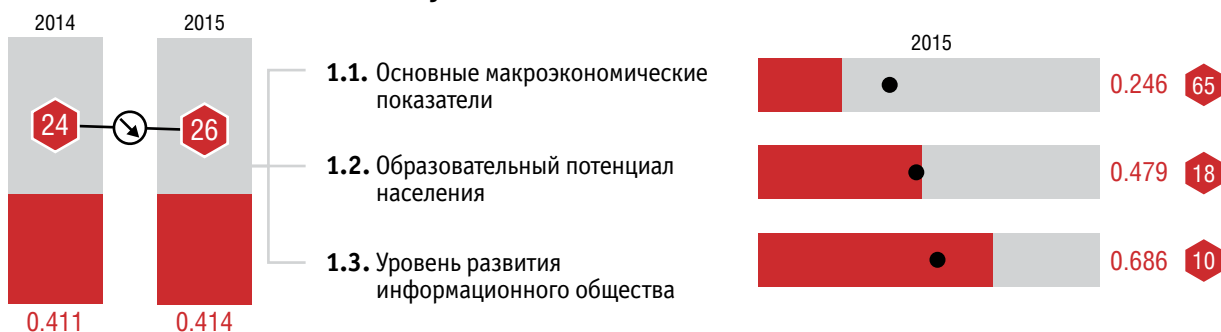 2014
2015
24
26
0.411
0.414
1.1. Основные макроэкономические
показатели
1.2. Образовательный потенциал
населения
1.3. Уровень развития
информационного общества
2015
0.246
65
0.479
18
0.686
10